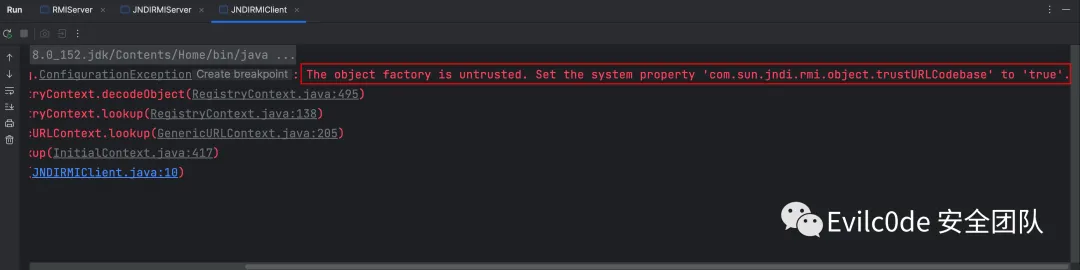 Run RMIServer JNDIRMIServer JNDIRMIClient
8.0_152.jdk/Contents/Home/bin/java ...
.ConfigurationException Create breakpoint : The object factory is untrusted. Set the system property 'com.sun.jndi.rmi.object.trustURLCodebase' to 'true'.
tryContext.decodeObject(RegistryContext.java:495)
tryContext.lookup(RegistryContext.java:138)
cURLContext.lookup(GenericURLContext.java:205)
kup(InitialContext.java:417)
JNDIRMIClient.java:10)
Evilc0de 安全团队